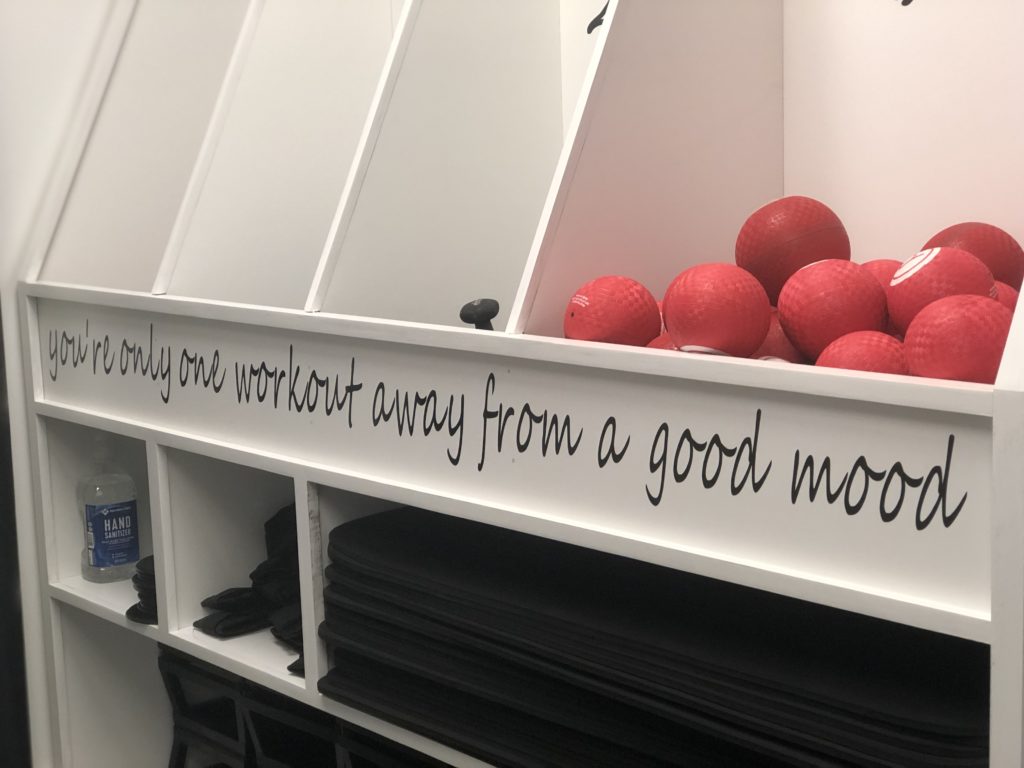 you're only one workout away from a good mood
HAND
SANITIZER